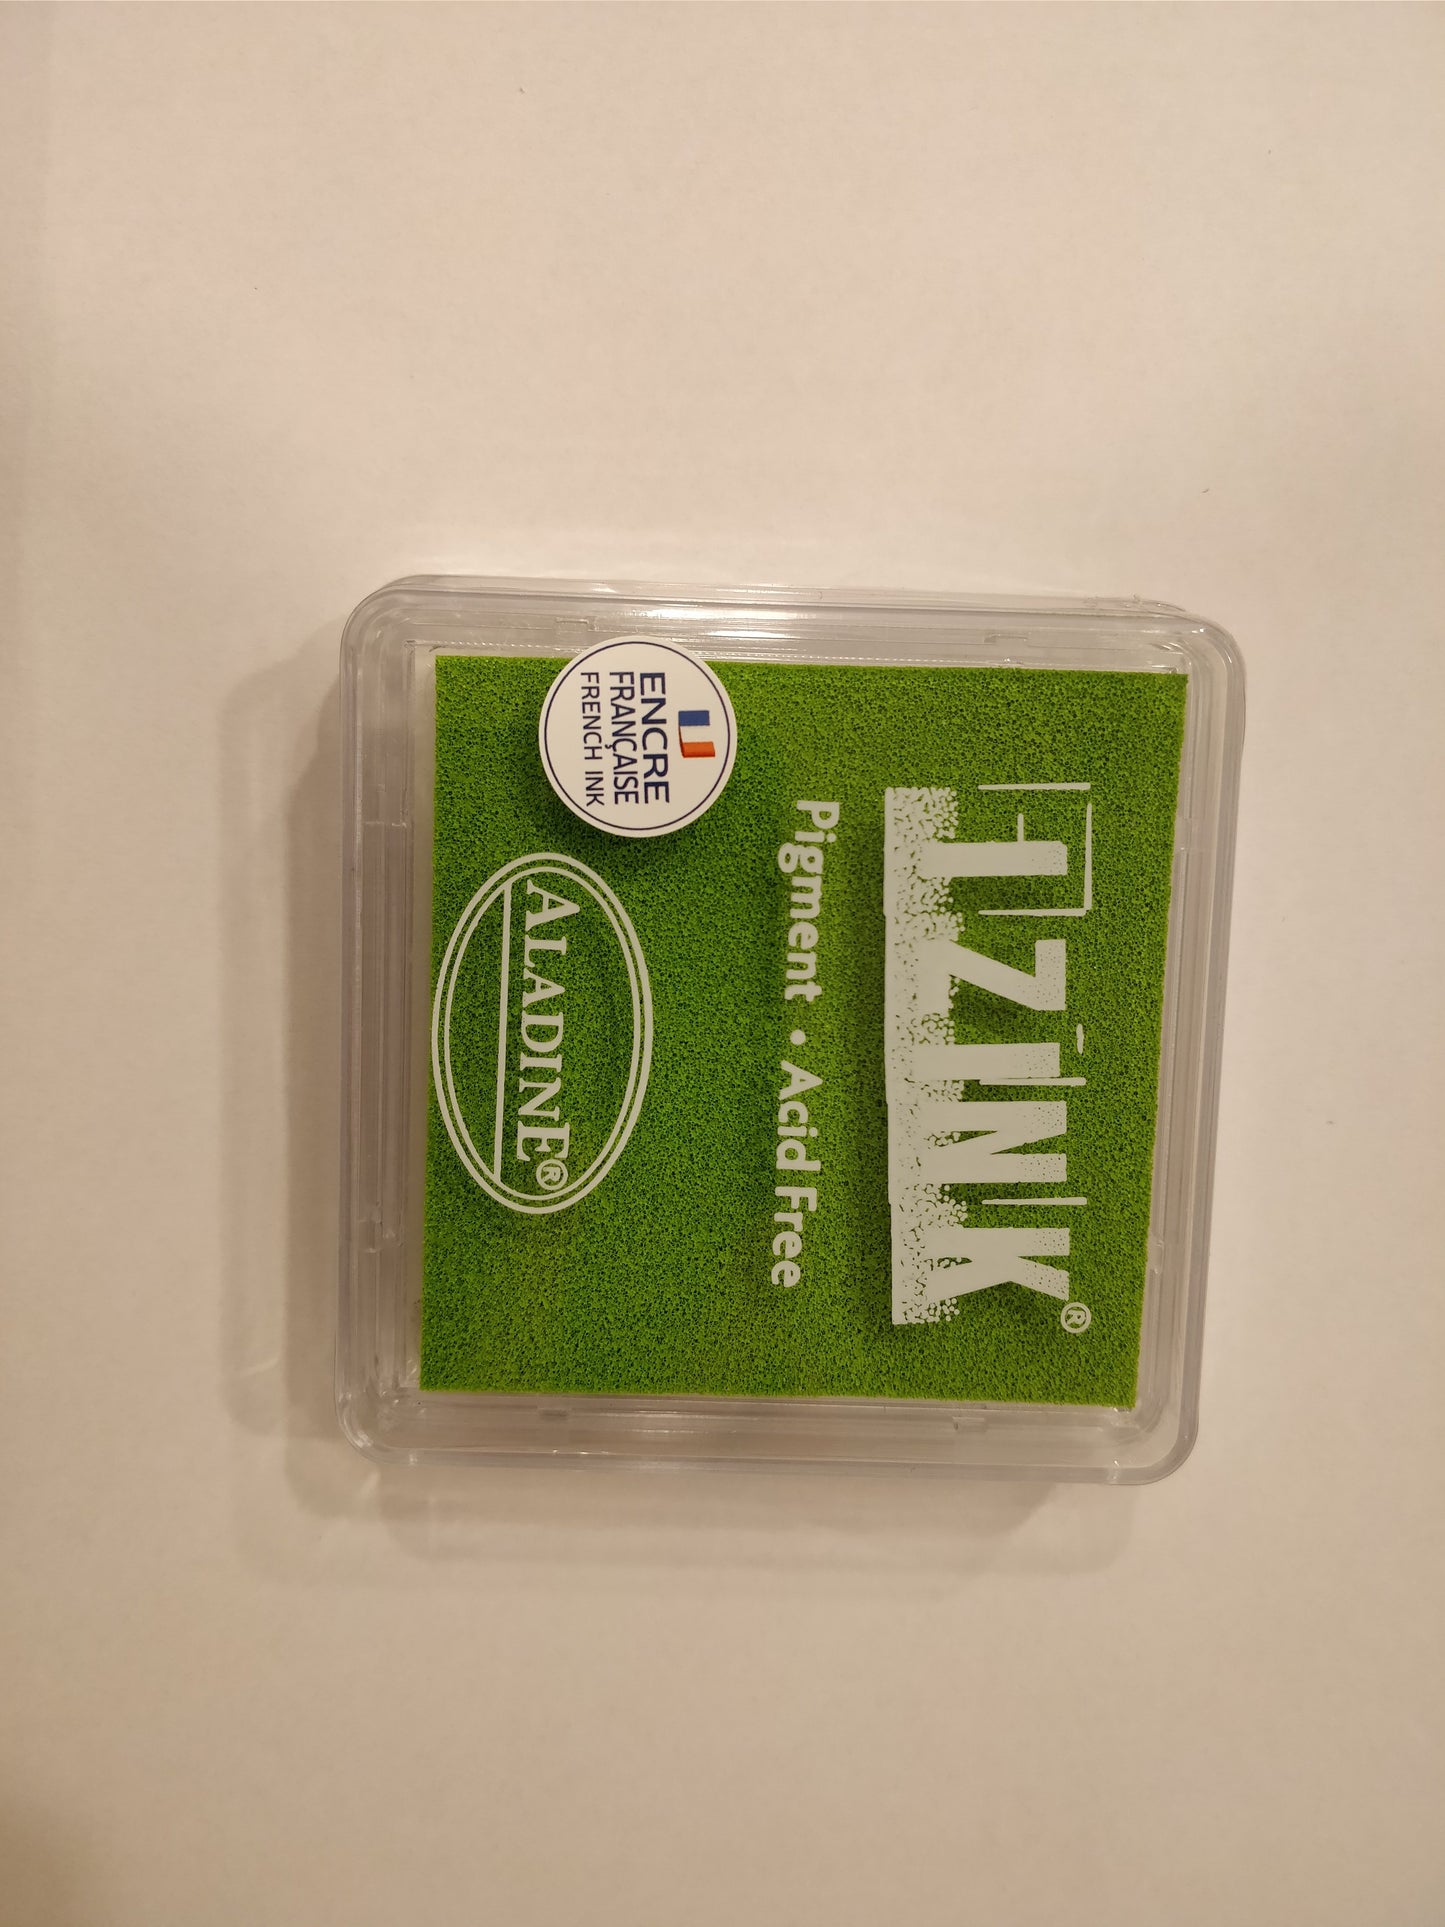 IZINK®
Pigment • Acid Free
ENCRE
FRANÇAISE
FRENCH INK
ALADINE®